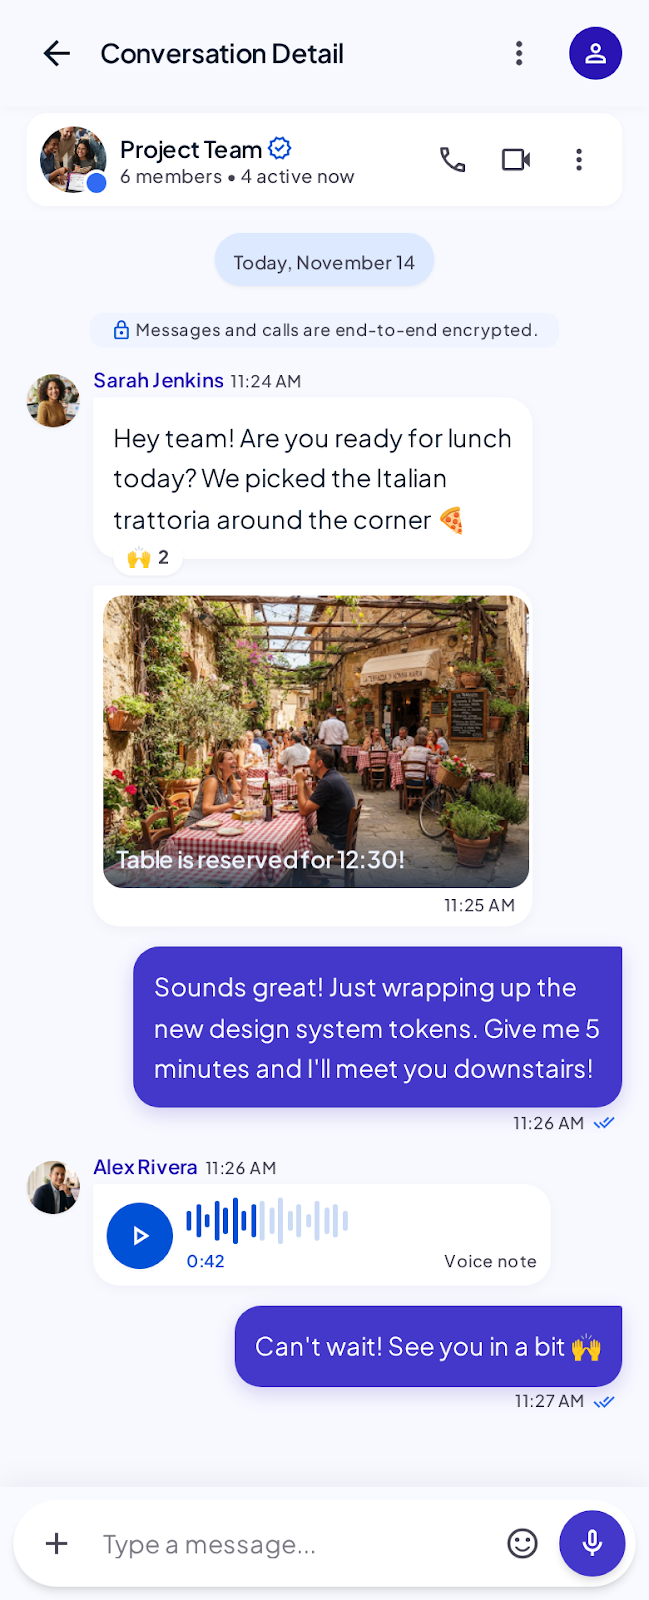 Conversation Detail
Project Team
6 members • 4 active now
Today, November 14
Messages and calls are end-to-end encrypted.
Sarah Jenkins 11:24 AM
Hey team! Are you ready for lunch
today? We picked the Italian
trattoria around the corner 🍕
🙌 2
Table is reserved for 12:30!
11:25 AM
Sounds great! Just wrapping up the
new design system tokens. Give me 5
minutes and I'll meet you downstairs!
11:26 AM
Alex Rivera 11:26 AM
0:42
Voice note
Can't wait! See you in a bit 🙌
11:27 AM
Type a message...